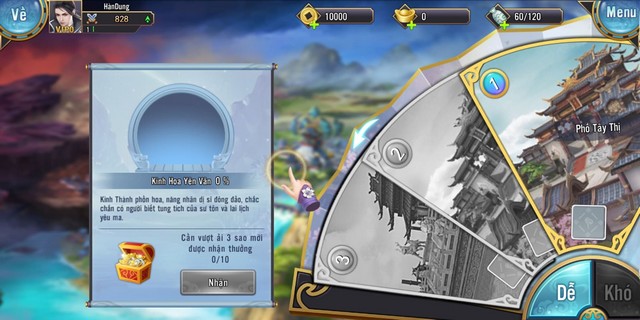 Về
HànDung
828
VIP0
1
10000
0
60/120
Menu
1
Phố Tây Thị
2
3
Kinh Hoa Yên Vân 0 %
Kinh Thành phồn hoa, năng nhân dị sĩ đông đảo, chắc
chắn có người biết tung tích của sư tôn và lai lịch
yêu ma.
Cần vượt ải 3 sao mới
được nhận thưởng
0/10
Nhận
Dễ
Khó